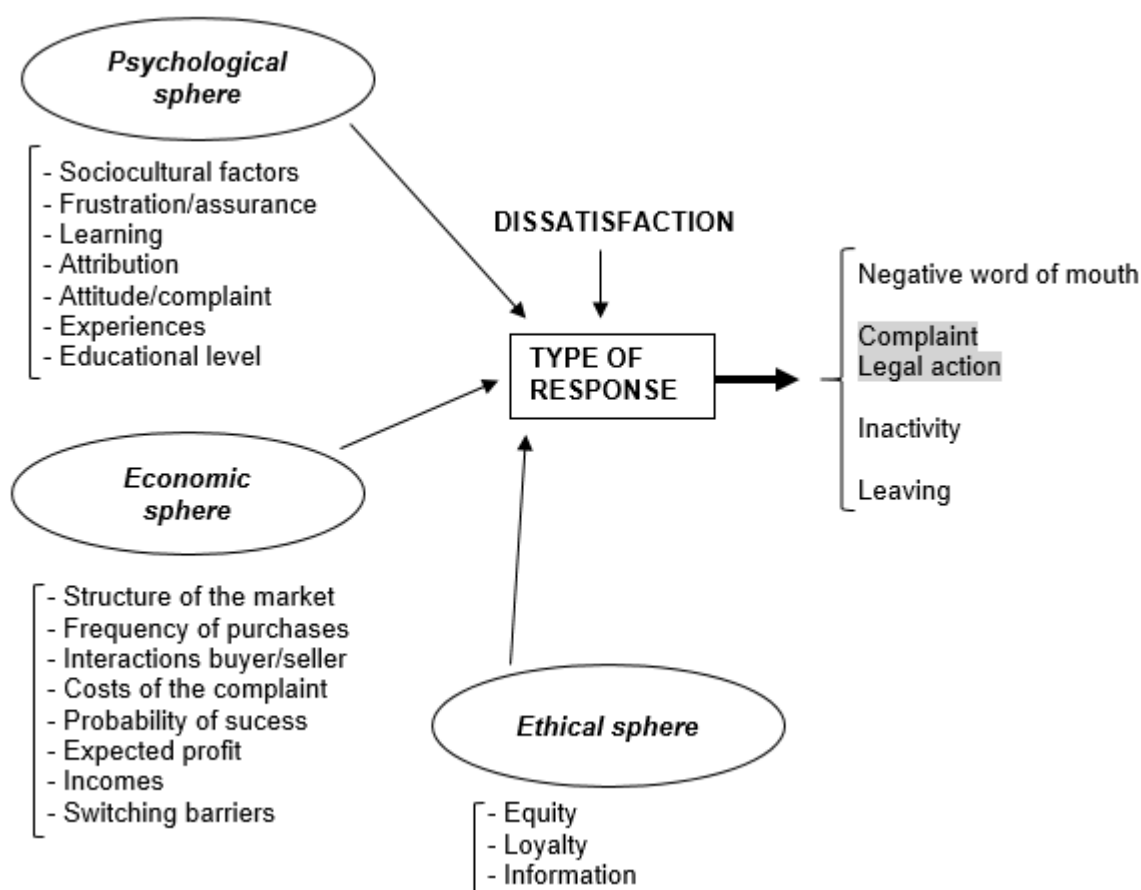 Psychological
sphere
- Sociocultural factors
- Frustration/assurance
- Learning
- Attribution
- Attitude/complaint
- Experiences
- Educational level
DISSATISFACTION
TYPE OF
RESPONSE
Negative word of mouth
Complaint
Legal action
Inactivity
Leaving
Economic
sphere
- Structure of the market
- Frequency of purchases
- Interactions buyer/seller
- Costs of the complaint
- Probability of sucess
- Expected profit
- Incomes
- Switching barriers
Ethical sphere
- Equity
- Loyalty
- Information